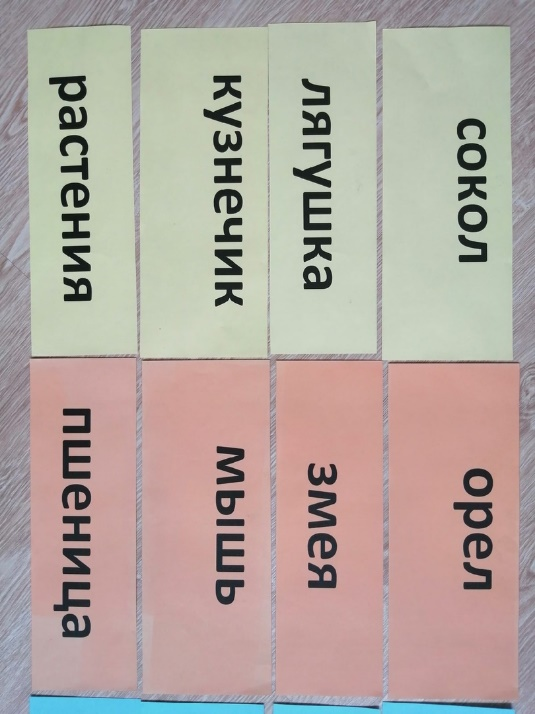 сокол
орел
лягушка
змея
кузнечик
мышь
растения
пшеница